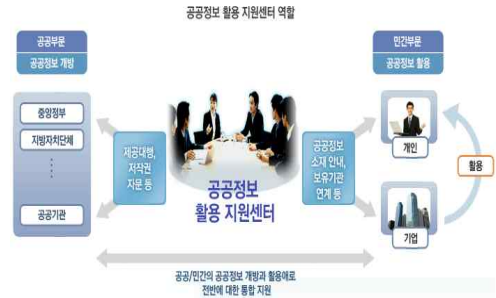 공공정보 활용 지원센터 역할
공공부문
공공정보 개방
중앙정부
지방자치단체
공공기관
제공대행,
저작권
자문 등
공공정보
활용 지원센터
공공정보
소재 안내,
보유기관
연계 등
민간부문
공공정보 활용
개인
기업
활용
공공/민간의 공공정보 개방과 활용애로
전반에 대한 통합 지원